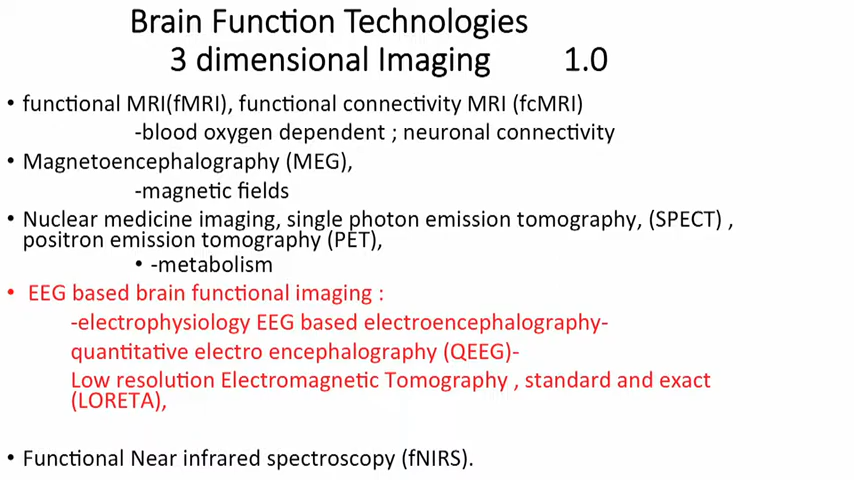 Brain Function Technologies
3 dimensional Imaging 1.0
• functional MRI(fMRI), functional connectivity MRI (fcMRI)
-blood oxygen dependent ; neuronal connectivity
• Magnetoencephalography (MEG),
-magnetic fields
• Nuclear medicine imaging, single photon emission tomography, (SPECT) ,
positron emission tomography (PET),
• -metabolism
• EEG based brain functional imaging :
-electrophysiology EEG based electroencephalography-
quantitative electro encephalography (QEEG)-
Low resolution Electromagnetic Tomography , standard and exact
(LORETA),
• Functional Near infrared spectroscopy (fNIRS).